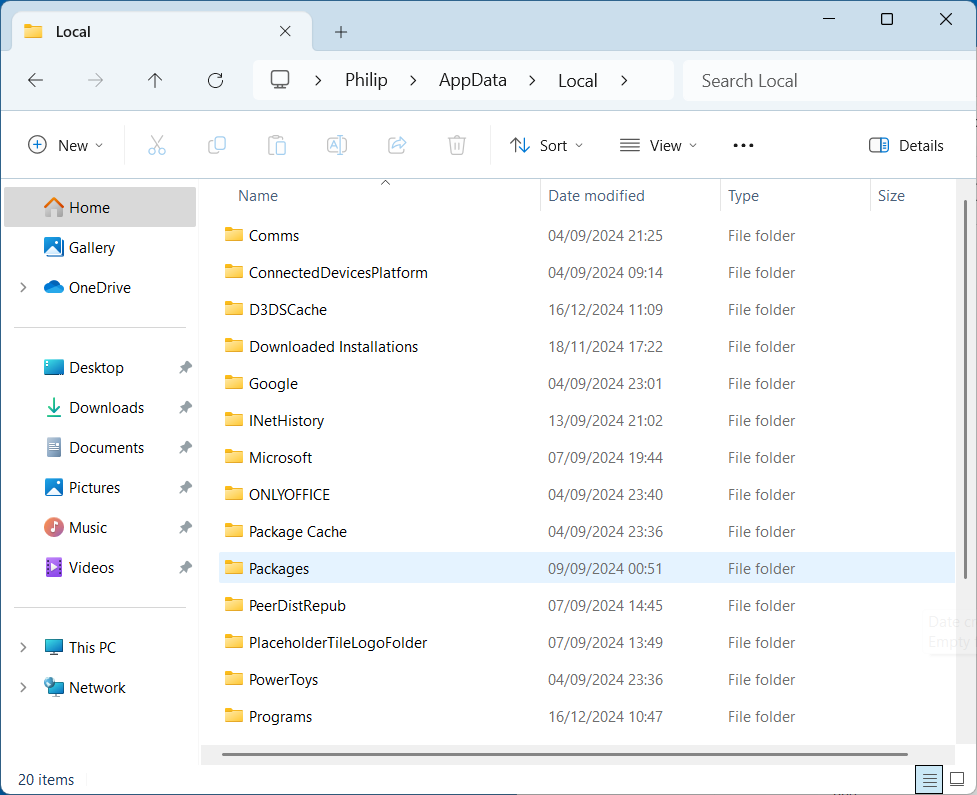 Local
Philip AppData Local
Search Local
New Sort View Details
Name Date modified Type Size
Home
Gallery
OneDrive
Desktop
Downloads
Documents
Pictures
Music
Videos
This PC
Network
Comms 04/09/2024 21:25 File folder
ConnectedDevicesPlatform 04/09/2024 09:14 File folder
D3DSCache 16/12/2024 11:09 File folder
Downloaded Installations 18/11/2024 17:22 File folder
Google 04/09/2024 23:01 File folder
INetHistory 13/09/2024 21:02 File folder
Microsoft 07/09/2024 19:44 File folder
ONLYOFFICE 04/09/2024 23:40 File folder
Package Cache 04/09/2024 23:36 File folder
Packages 09/09/2024 00:51 File folder
PeerDistRepub 07/09/2024 14:45 File folder
PlaceholderTileLogoFolder 07/09/2024 13:49 File folder
PowerToys 04/09/2024 23:36 File folder
Programs 16/12/2024 10:47 File folder
Date
Empty
20 items